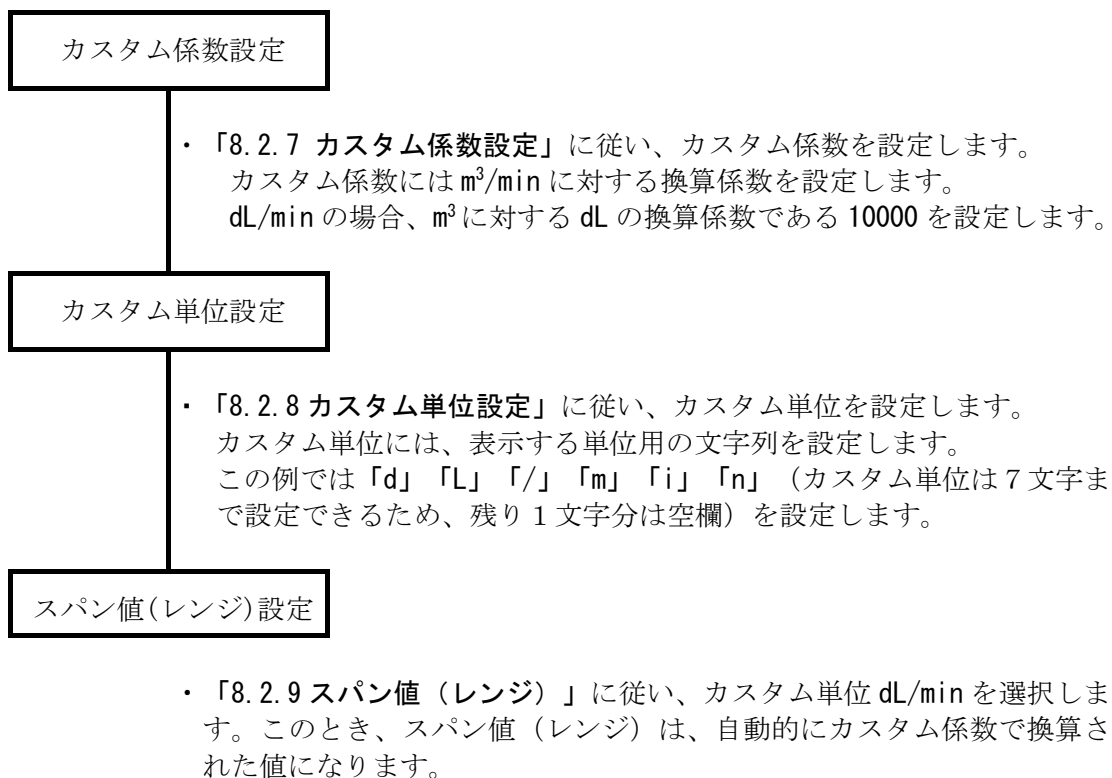 カスタム係数設定
・「8.2.7 カスタム係数設定」に従い、カスタム係数を設定します。
カスタム係数にはm³/minに対する換算係数を設定します。
dL/minの場合、m³に対するdLの換算係数である10000を設定します。
カスタム単位設定
・「8.2.8カスタム単位設定」に従い、カスタム単位を設定します。
カスタム単位には、表示する単位用の文字列を設定します。
この例では「d」「L」「/」「m」「i」「n」（カスタム単位は７文字ま
で設定できるため、残り１文字分は空欄）を設定します。
スパン値(レンジ)設定
・「8.2.9スパン値（レンジ）」に従い、カスタム単位dL/minを選択しま
す。このとき、スパン値（レンジ）は、自動的にカスタム係数で換算さ
れた値になります。